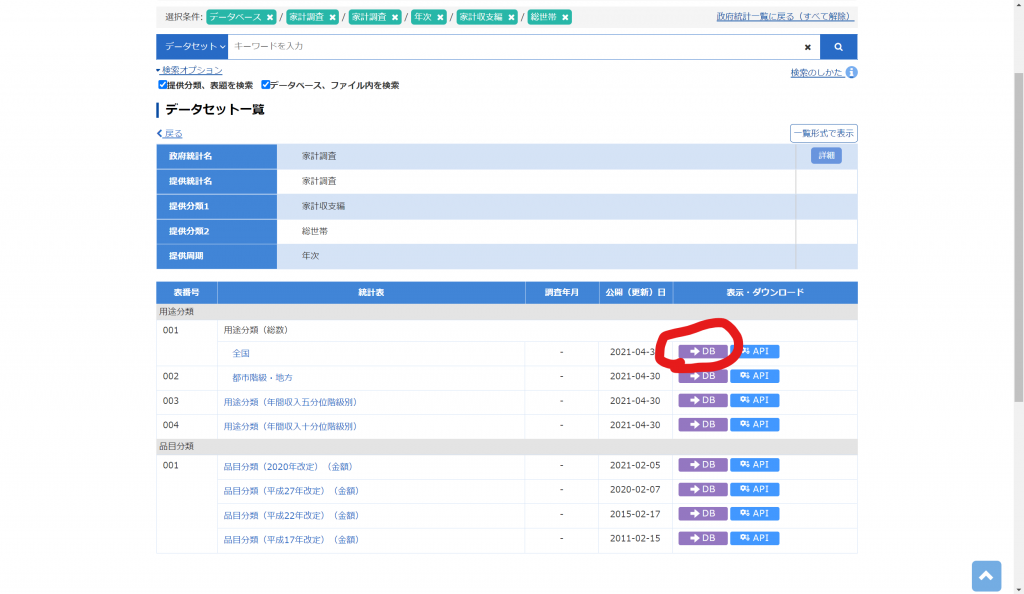 選択条件: データベース ✖ / 家計調査 ✖ / 家計調査 ✖ / 年次 ✖ / 家計収支編 ✖ / 総世帯 ✖ 政府統計一覧に戻る（すべて解除）
データセット キーワードを入力 ✖
検索オプション 検索のしかた
提供分類、表題を検索 データベース、ファイル内を検索
データセット一覧
戻る 一覧形式で表示
政府統計名 家計調査 詳細
提供統計名 家計調査
提供分類1 家計収支編
提供分類2 総世帯
提供周期 年次
表番号 統計表 調査年月 公開（更新）日 表示・ダウンロード
用途分類
001 用途分類（総数）
全国 - 2021-04-3 DB API
002 都市階級・地方 - 2021-04-30 DB API
003 用途分類（年間収入五分位階級別） - 2021-04-30 DB API
004 用途分類（年間収入十分位階級別） - 2021-04-30 DB API
品目分類
001 品目分類（2020年改定）（金額） - 2021-02-05 DB API
品目分類（平成27年改定）（金額） - 2020-02-07 DB API
品目分類（平成22年改定）（金額） - 2015-02-17 DB API
品目分類（平成17年改定）（金額） - 2011-02-15 DB API